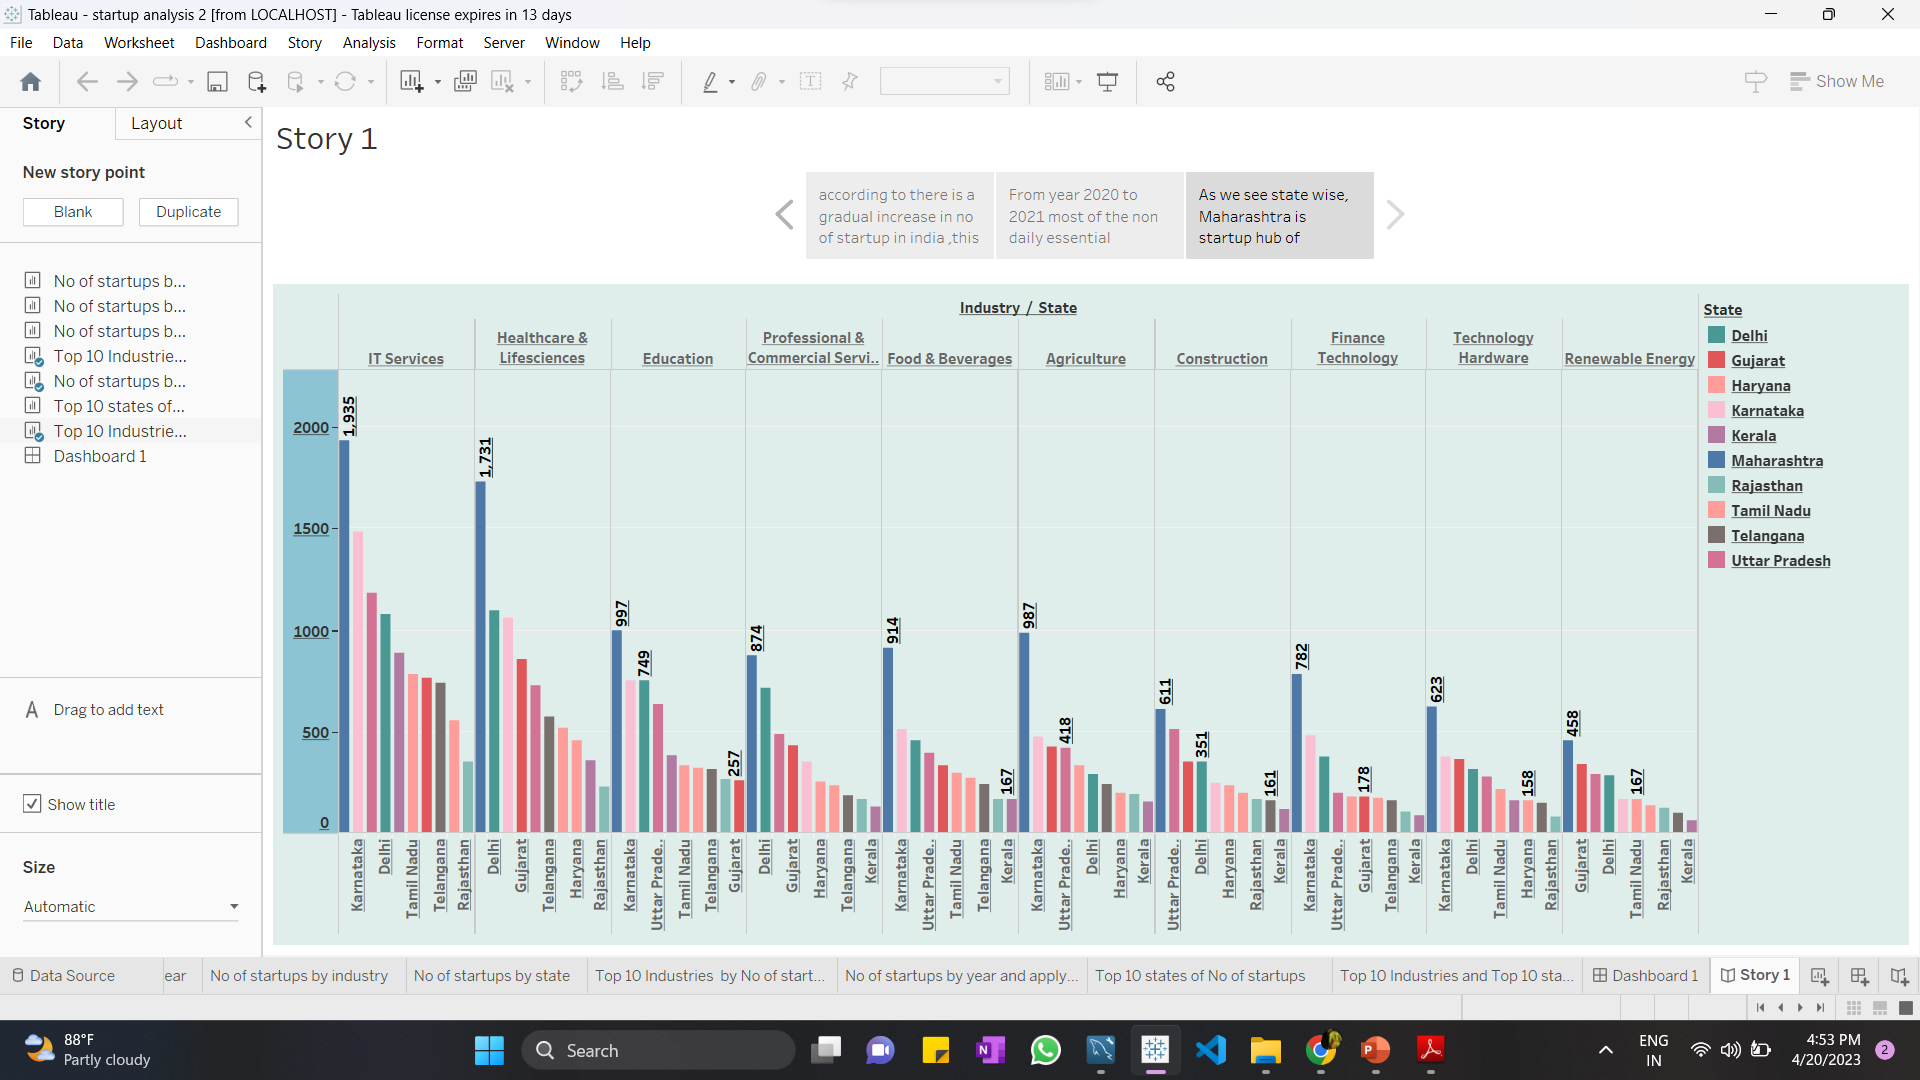 Tableau - startup analysis 2 [from LOCALHOST] - Tableau license expires in 13 days
File Data Worksheet Dashboard Story Analysis Format Server Window Help
Show Me
Story Layout
New story point
Blank Duplicate
No of startups b...
No of startups b...
No of startups b...
Top 10 Industrie...
No of startups b...
Top 10 states of...
Top 10 Industrie...
Dashboard 1
A Drag to add text
Show title
Size
Automatic
Story 1
according to there is a
gradual increase in no
of startup in india ,this
From year 2020 to
2021 most of the non
daily essential
As we see state wise,
Maharashtra is
startup hub of
Industry / State
IT Services
Healthcare &
Lifesciences
Education
Professional &
Commercial Servi..
Food & Beverages
Agriculture
Construction
Finance
Technology
Technology
Hardware
Renewable Energy
2000
1500
1000
500
0
1,935
1,731
997
749
257
874
914
167
987
418
611
351
161
782
178
623
158
458
167
Karnataka
Delhi
Tamil Nadu
Telangana
Rajasthan
Delhi
Gujarat
Telangana
Haryana
Rajasthan
Karnataka
Uttar Prade..
Tamil Nadu
Telangana
Gujarat
Delhi
Gujarat
Haryana
Telangana
Kerala
Karnataka
Uttar Prade..
Tamil Nadu
Telangana
Kerala
Karnataka
Uttar Prade..
Delhi
Haryana
Kerala
Uttar Prade..
Delhi
Haryana
Rajasthan
Kerala
Karnataka
Uttar Prade..
Gujarat
Telangana
Kerala
Karnataka
Delhi
Tamil Nadu
Haryana
Rajasthan
Gujarat
Delhi
Tamil Nadu
Rajasthan
Kerala
State
Delhi
Gujarat
Haryana
Karnataka
Kerala
Maharashtra
Rajasthan
Tamil Nadu
Telangana
Uttar Pradesh
Data Source ear No of startups by industry No of startups by state Top 10 Industries by No of start... No of startups by year and apply... Top 10 states of No of startups Top 10 Industries and Top 10 sta... Dashboard 1 Story 1
88°F
Partly cloudy
Search
ENG
IN
4:53 PM
4/20/2023
2